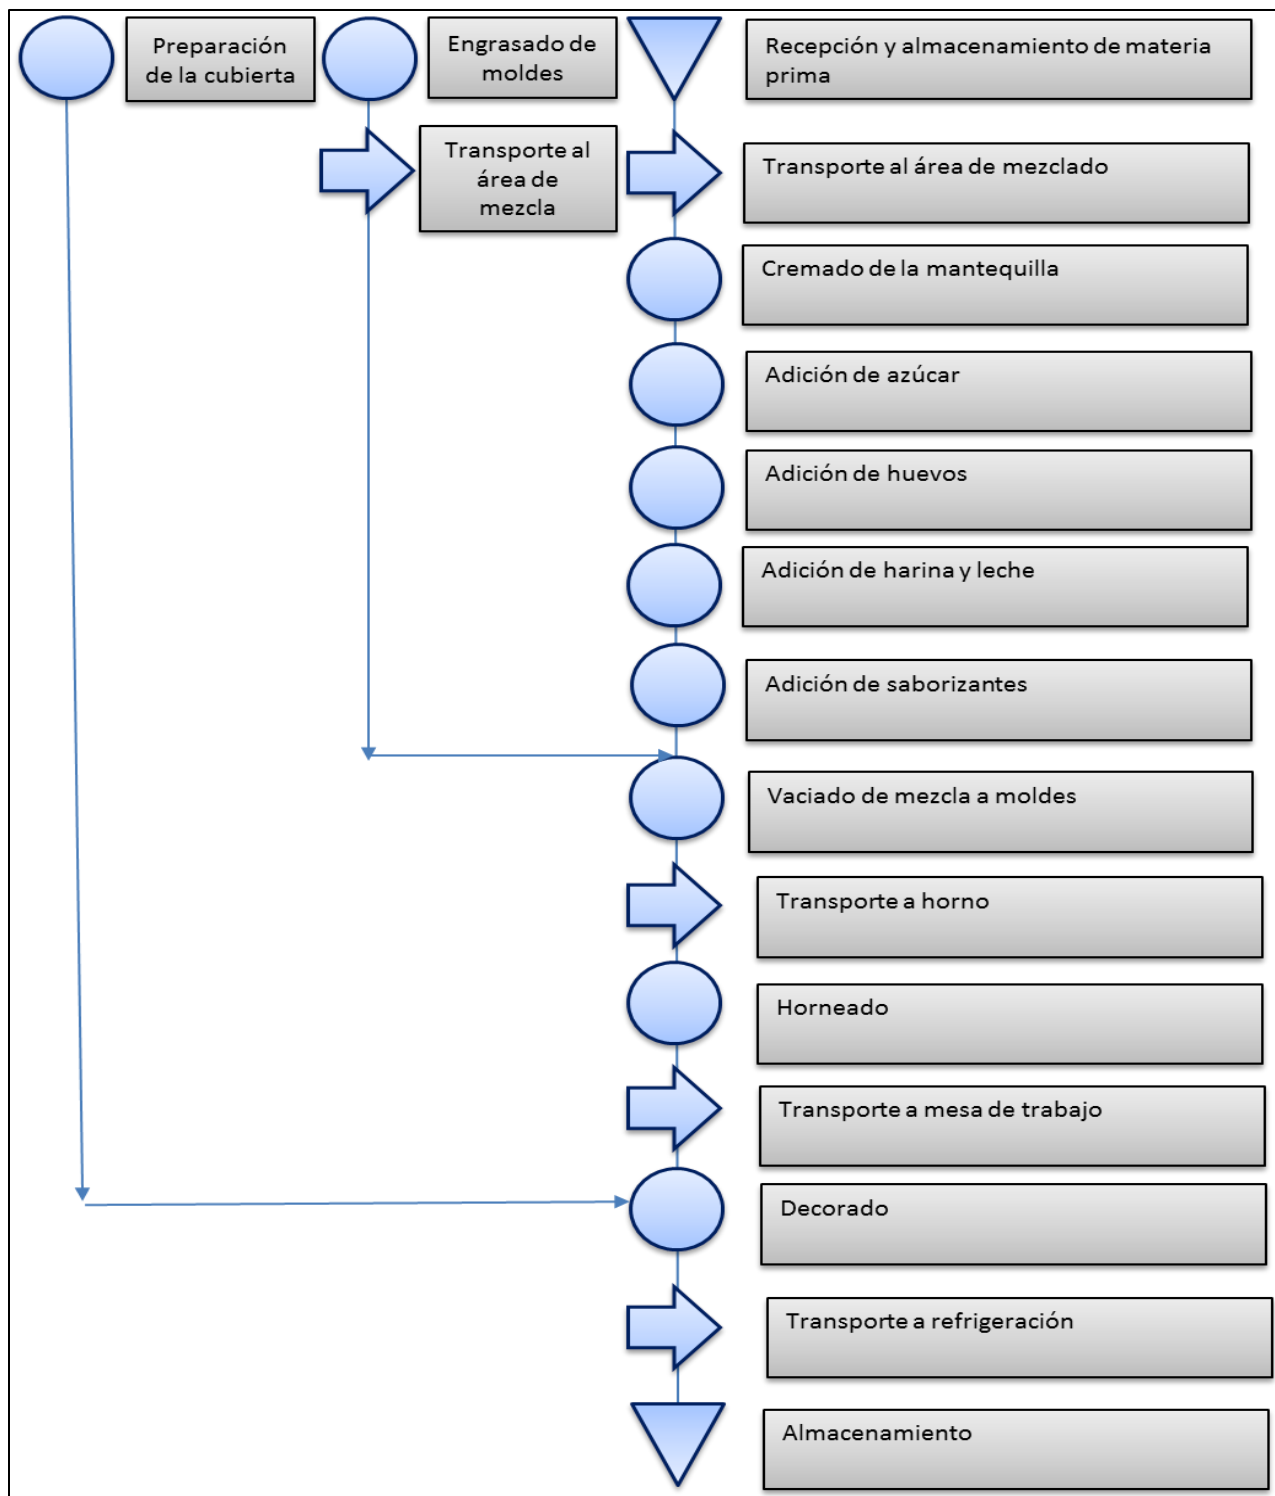 Preparación
de la cubierta
Engrasado de
moldes
Recepción y almacenamiento de materia
prima
Transporte al
área de
mezcla
Transporte al área de mezclado
Cremado de la mantequilla
Adición de azúcar
Adición de huevos
Adición de harina y leche
Adición de saborizantes
Vaciado de mezcla a moldes
Transporte a horno
Horneado
Transporte a mesa de trabajo
Decorado
Transporte a refrigeración
Almacenamiento